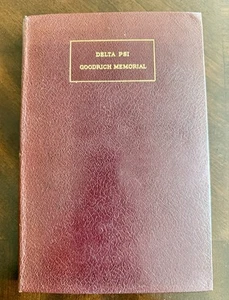 DELTA PSI
GOODRICH MEMORIAL